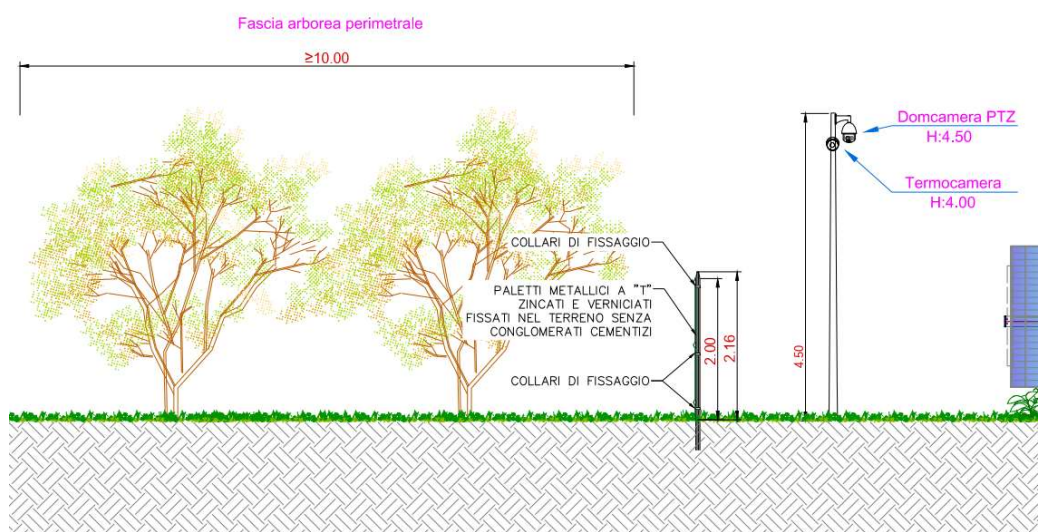 Fascia arborea perimetrale
≥10.00
Domcamera PTZ
H:4.50
Termocamera
H:4.00
COLLARI DI FISSAGGIO
PALETTI METALLICI A "T"
ZINCATI E VERNICIATI
FISSATI NEL TERRENO SENZA
CONGLOMERATI CEMENTIZI
COLLARI DI FISSAGGIO
2.00
2.16
4.50